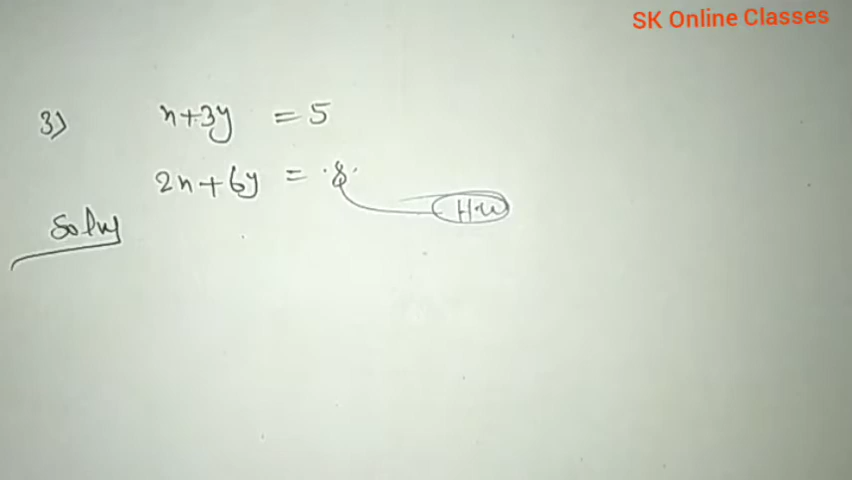 SK Online Classes
3) x+3y = 5
2x+6y = .8.
H.w
Soln